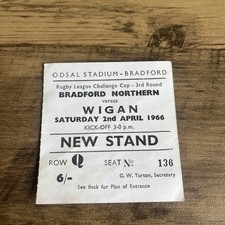 ODSAL STADIUM - BRADFORD
Rugby League Challenge Cup - 3rd Round
BRADFORD NORTHERN
versus
WIGAN
SATURDAY 2nd APRIL 1966
KICK-OFF 3-0 p.m.
NEW STAND
ROW Q SEAT No. 136
6/-
G. W. Turton, Secretary
See Back for Plan of Entrance